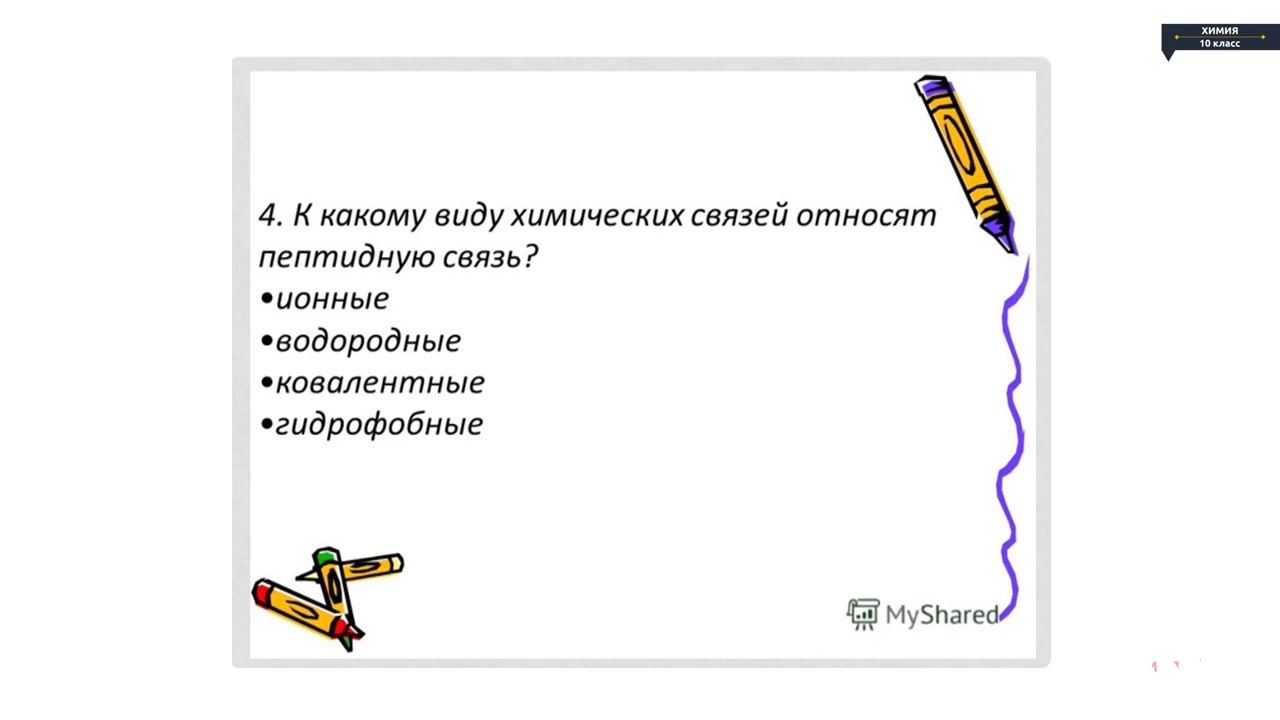 ХИМИЯ
10 класс
4. К какому виду химических связей относят
пептидную связь?
•ионные
•водородные
•ковалентные
•гидрофобные
MyShared